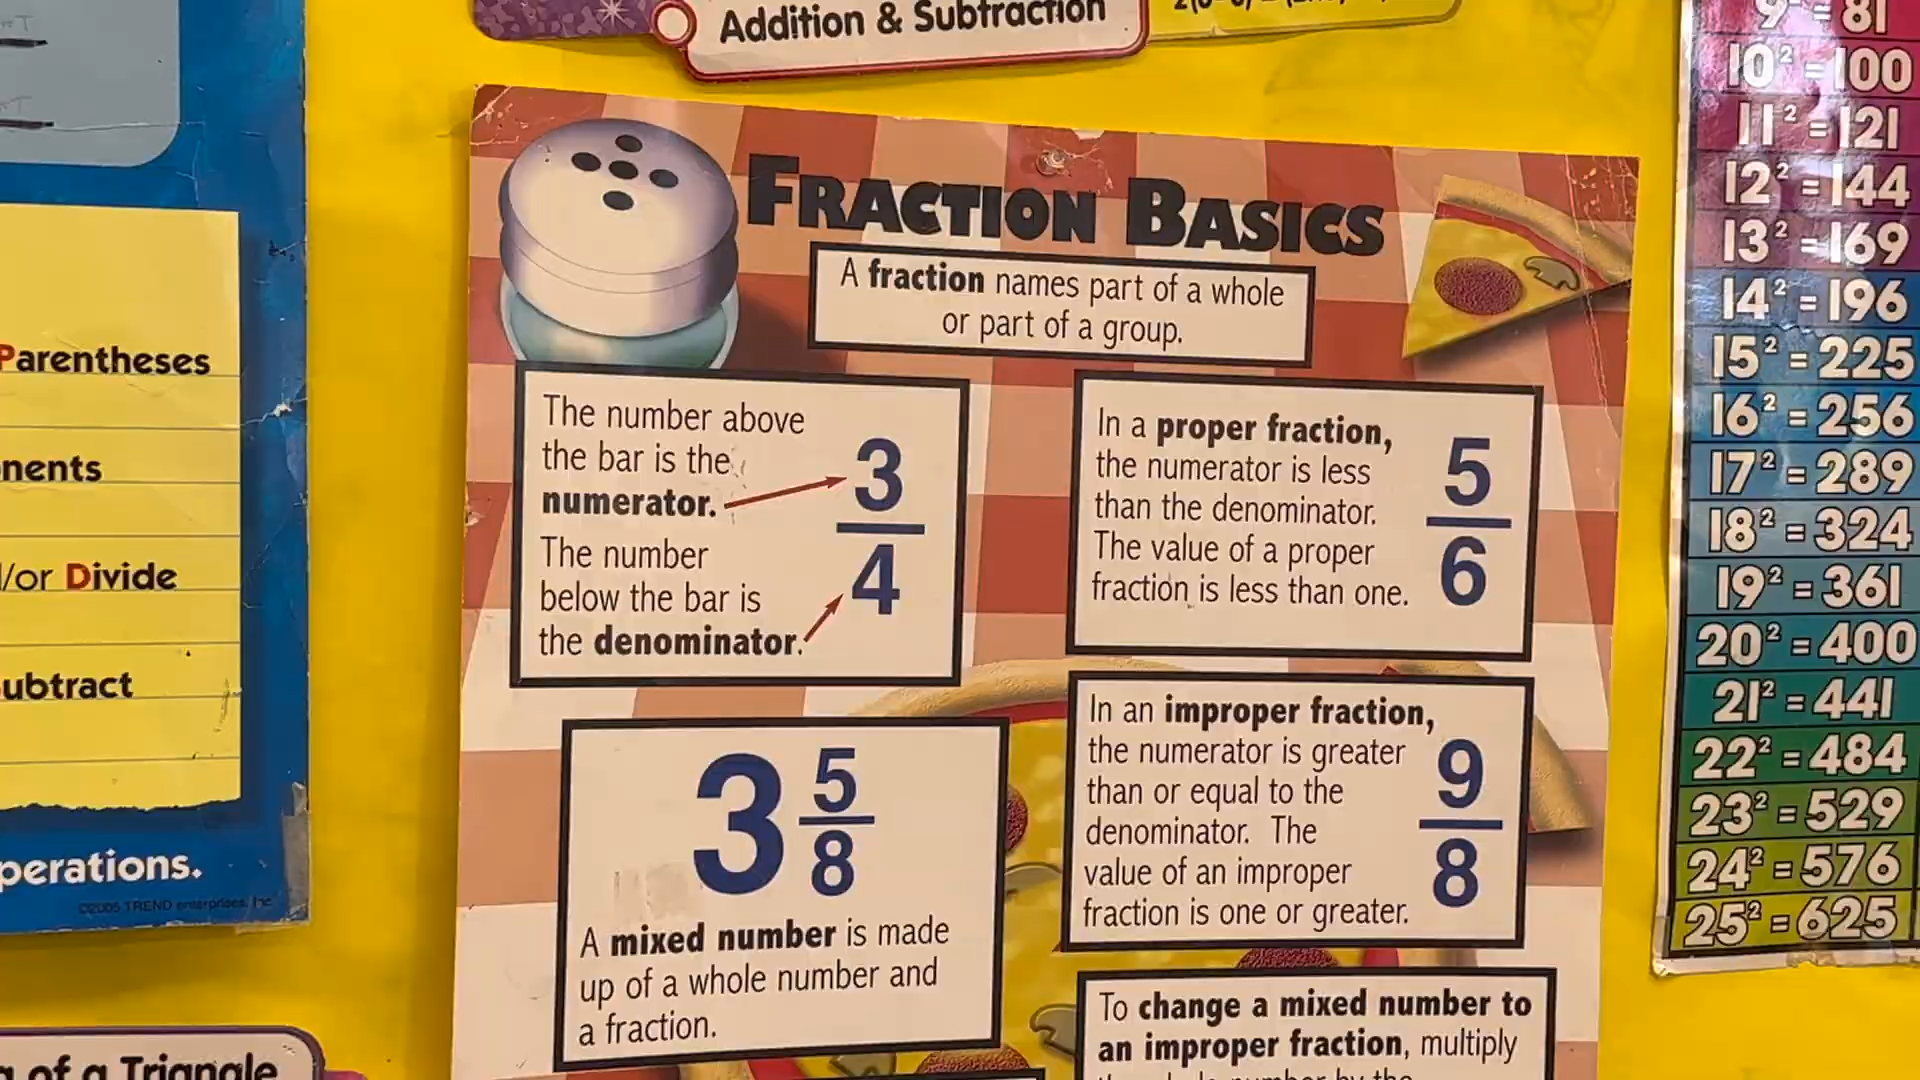 Addition & Subtraction
FRACTION BASICS
A fraction names part of a whole
or part of a group.
The number above
the bar is the
numerator.
The number
below the bar is
the denominator.
3
4
In a proper fraction,
the numerator is less
than the denominator.
The value of a proper
fraction is less than one.
5
6
3 5
8
A mixed number is made
up of a whole number and
a fraction.
In an improper fraction,
the numerator is greater
than or equal to the
denominator. The
value of an improper
fraction is one or greater.
9
8
To change a mixed number to
an improper fraction, multiply
Parentheses
nents
/or Divide
ubtract
perations.
©2005 TREND enterprises, Inc.
of a Triangle
9² = 81
10² = 100
11² = 121
12² = 144
13² = 169
14² = 196
15² = 225
16² = 256
17² = 289
18² = 324
19² = 361
20² = 400
21² = 441
22² = 484
23² = 529
24² = 576
25² = 625